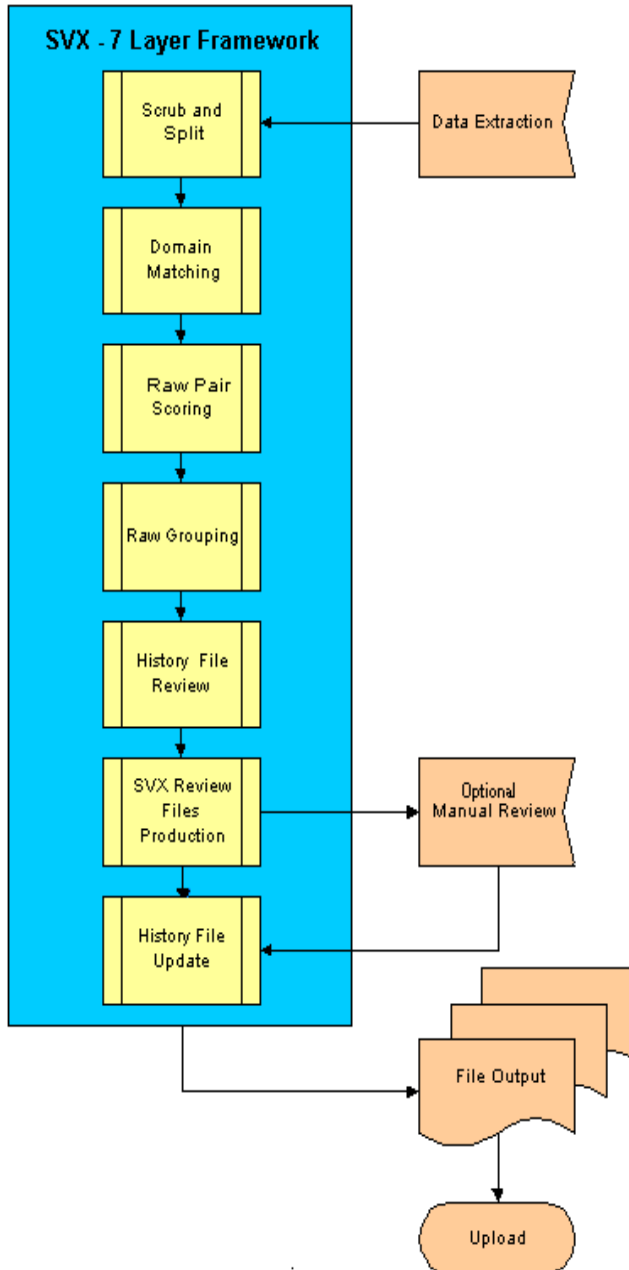 SVX - 7 Layer Framework
Scrub and
Split
Data Extraction
Domain
Matching
Raw Pair
Scoring
Raw Grouping
History File
Review
SVX Review
Files
Production
Optional
Manual Review
History File
Update
File Output
Upload